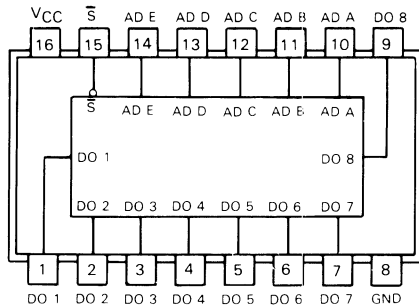 VCC S̅ AD E AD D AD C AD B AD A DO 8
16 15 14 13 12 11 10 9
S̅ AD E AD D AD C AD B AD A
DO 1 DO 8
DO 2 DO 3 DO 4 DO 5 DO 6 DO 7
1 2 3 4 5 6 7 8
DO 1 DO 2 DO 3 DO 4 DO 5 DO 6 DO 7 GND